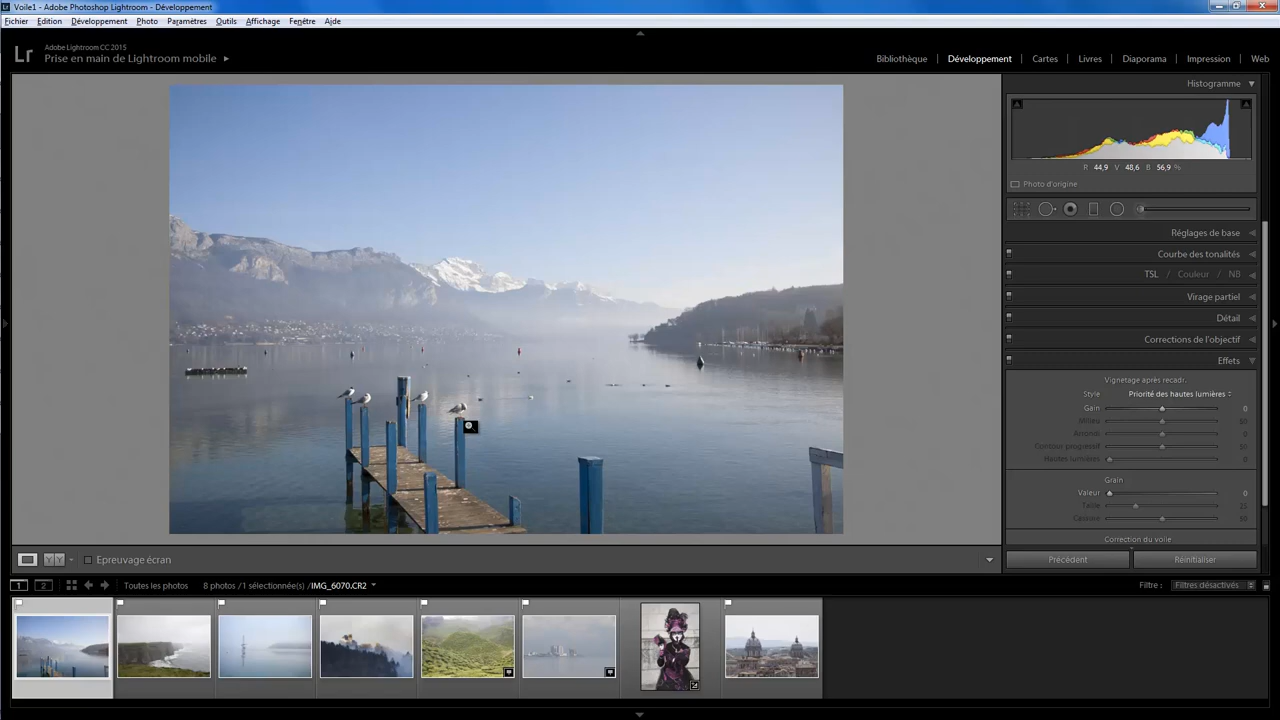 Voile1 - Adobe Photoshop Lightroom - Développement
Fichier Edition Développement Photo Paramètres Outils Affichage Fenêtre Aide
Lr
Adobe Lightroom CC 2015
Prise en main de Lightroom mobile
Bibliothèque | Développement | Cartes | Livres | Diaporama | Impression | Web
Histogramme
R 44,9 V 48,6 B 56,9 %
Photo d'origine
Réglages de base
Courbe des tonalités
TSL / Couleur / NB
Virage partiel
Détail
Corrections de l'objectif
Effets
Vignetage après recadr.
Style Priorité des hautes lumières
Gain 0
Milieu 50
Arrondi 0
Contour progressif 50
Hautes lumières 0
Grain
Valeur 0
Taille 25
Cassure 50
Correction du voile
YY Epreuvage écran
Précédent Réinitialiser
1 2 Toutes les photos 8 photos /1 sélectionnée(s) /IMG_6070.CR2 Filtre : Filtres désactivés